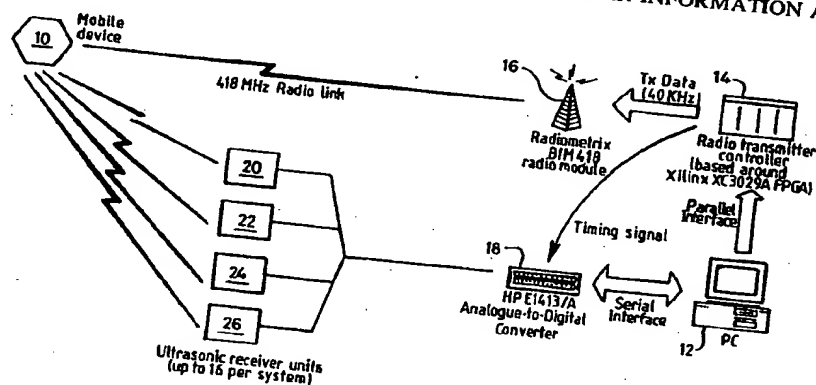 INFORMATION
Mobile
device
10
418 MHz Radio link
16
Radiometrix
BIM 418
radio module
Tx Data
(40 KHz)
14
Radio transmitter
controller
(based around
Xilinx XC3029A FPGA)
Parallel
Interface
Timing signal
20
22
24
26
Ultrasonic receiver units
(up to 16 per system)
18
HP E1413/A
Analogue-to-Digital
Converter
Serial
Interface
12
PC